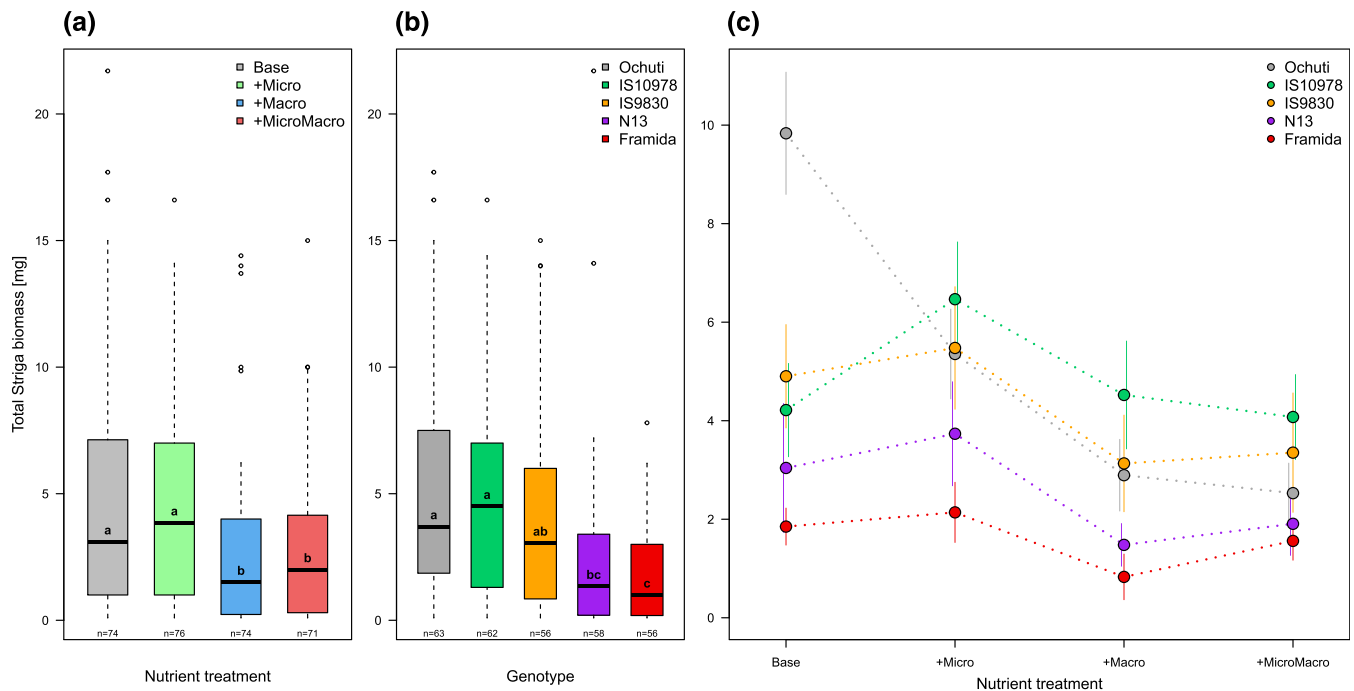 (a)
Total Striga biomass [mg]
20
15
10
5
0
Base
+Micro
+Macro
+MicroMacro
a
a
b
b
n=74
n=76
n=74
n=71
Nutrient treatment
(b)
20
15
10
5
0
Ochuti
IS10978
IS9830
N13
Framida
a
a
ab
bc
c
n=63
n=62
n=56
n=58
n=56
Genotype
(c)
10
8
6
4
2
0
Ochuti
IS10978
IS9830
N13
Framida
Base
+Micro
+Macro
+MicroMacro
Nutrient treatment